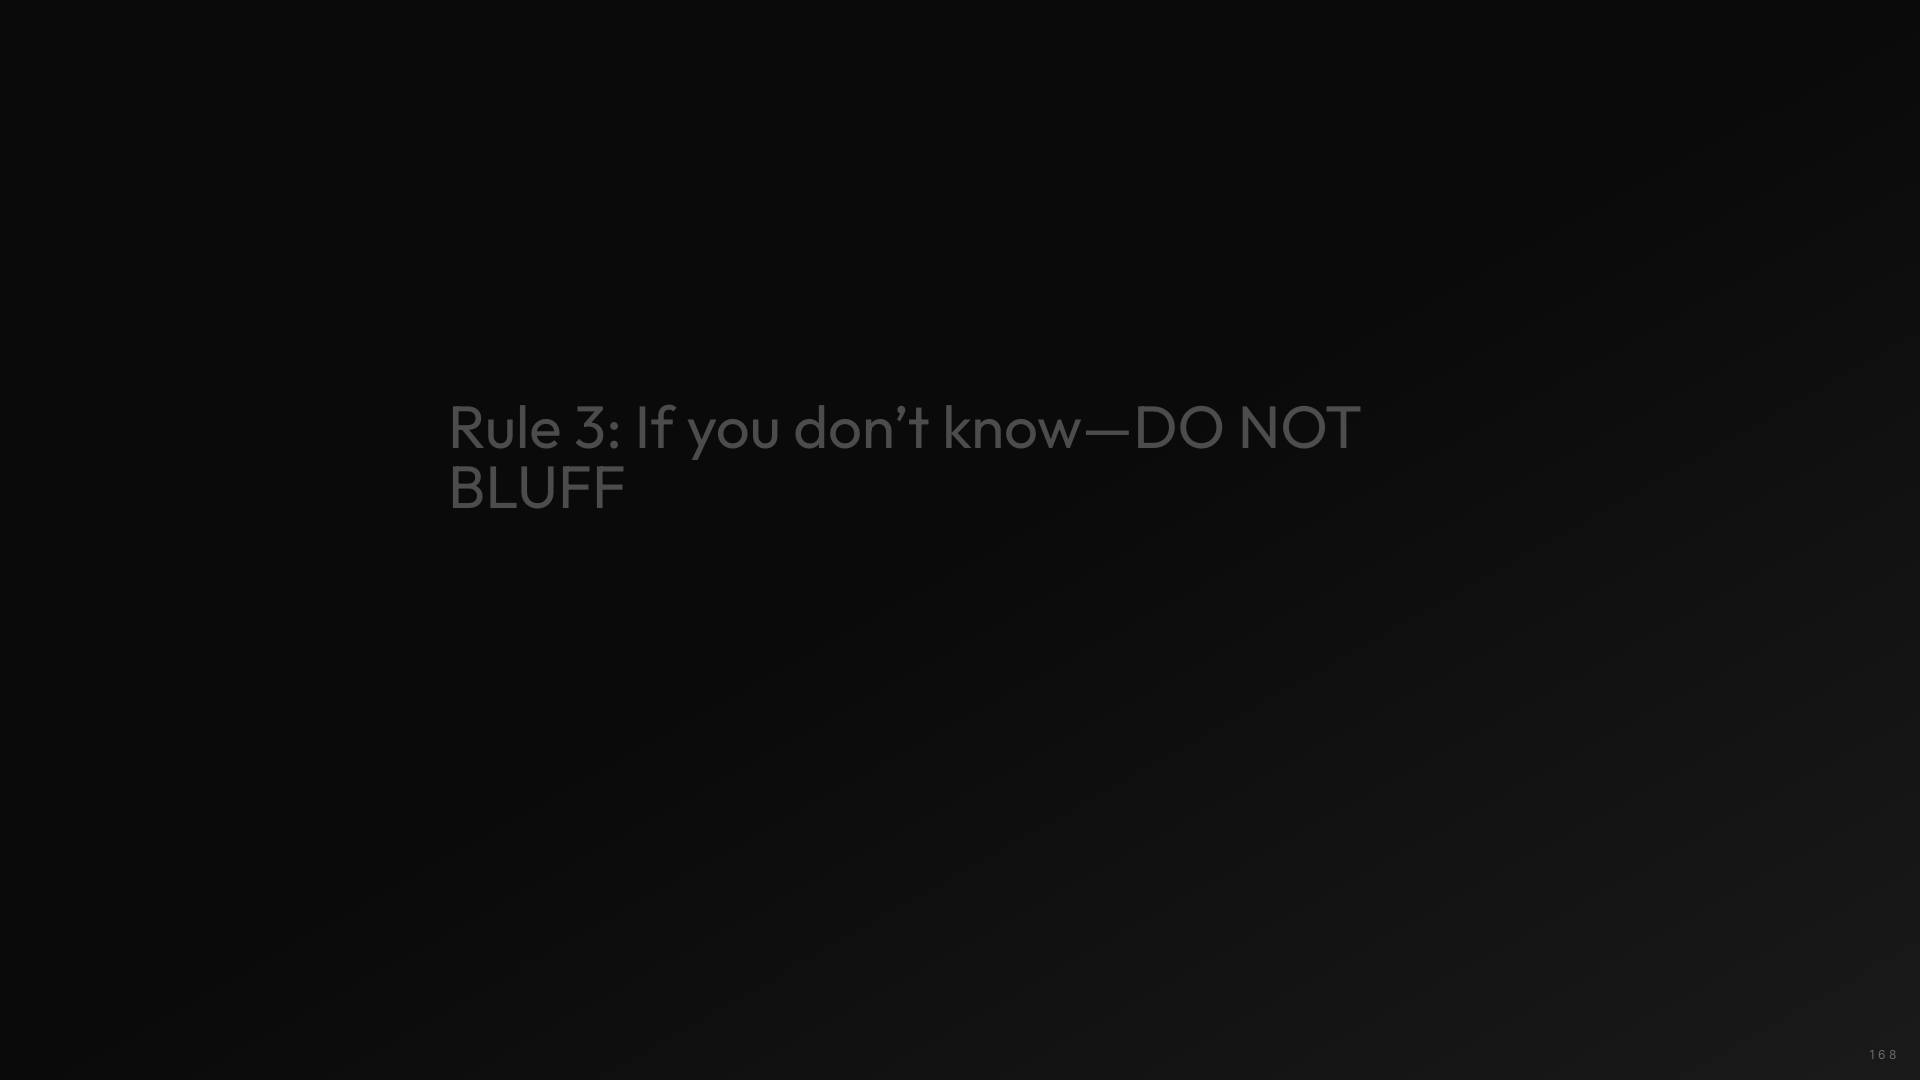 Rule 3: If you don’t know—DO NOT
BLUFF
168